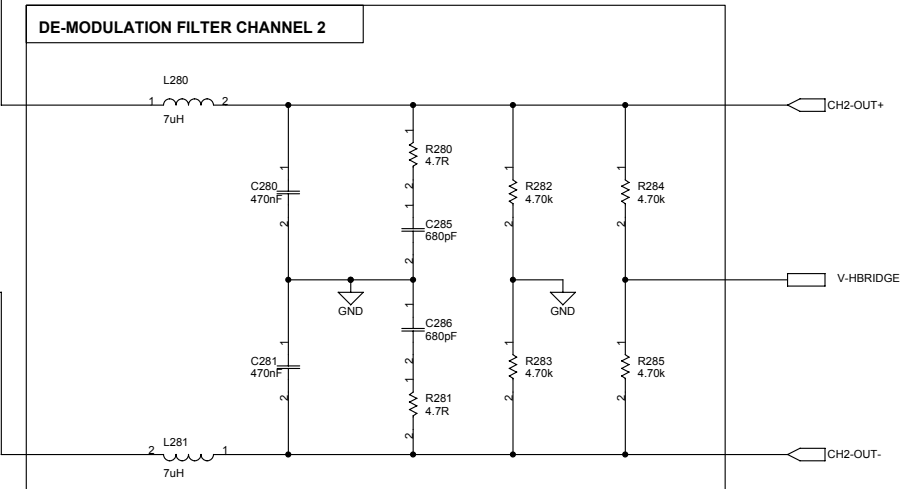 DE-MODULATION FILTER CHANNEL 2
L280
1 2
7uH
CH2-OUT+
1
R280
4.7R
2
1
C280
470nF
2
1
C285
680pF
2
1
R282
4.70k
2
1
R284
4.70k
2
V-HBRIDGE
GND
GND
1
C281
470nF
2
1
C286
680pF
2
1
R281
4.7R
2
1
R283
4.70k
2
1
R285
4.70k
2
L281
2 1
7uH
CH2-OUT-